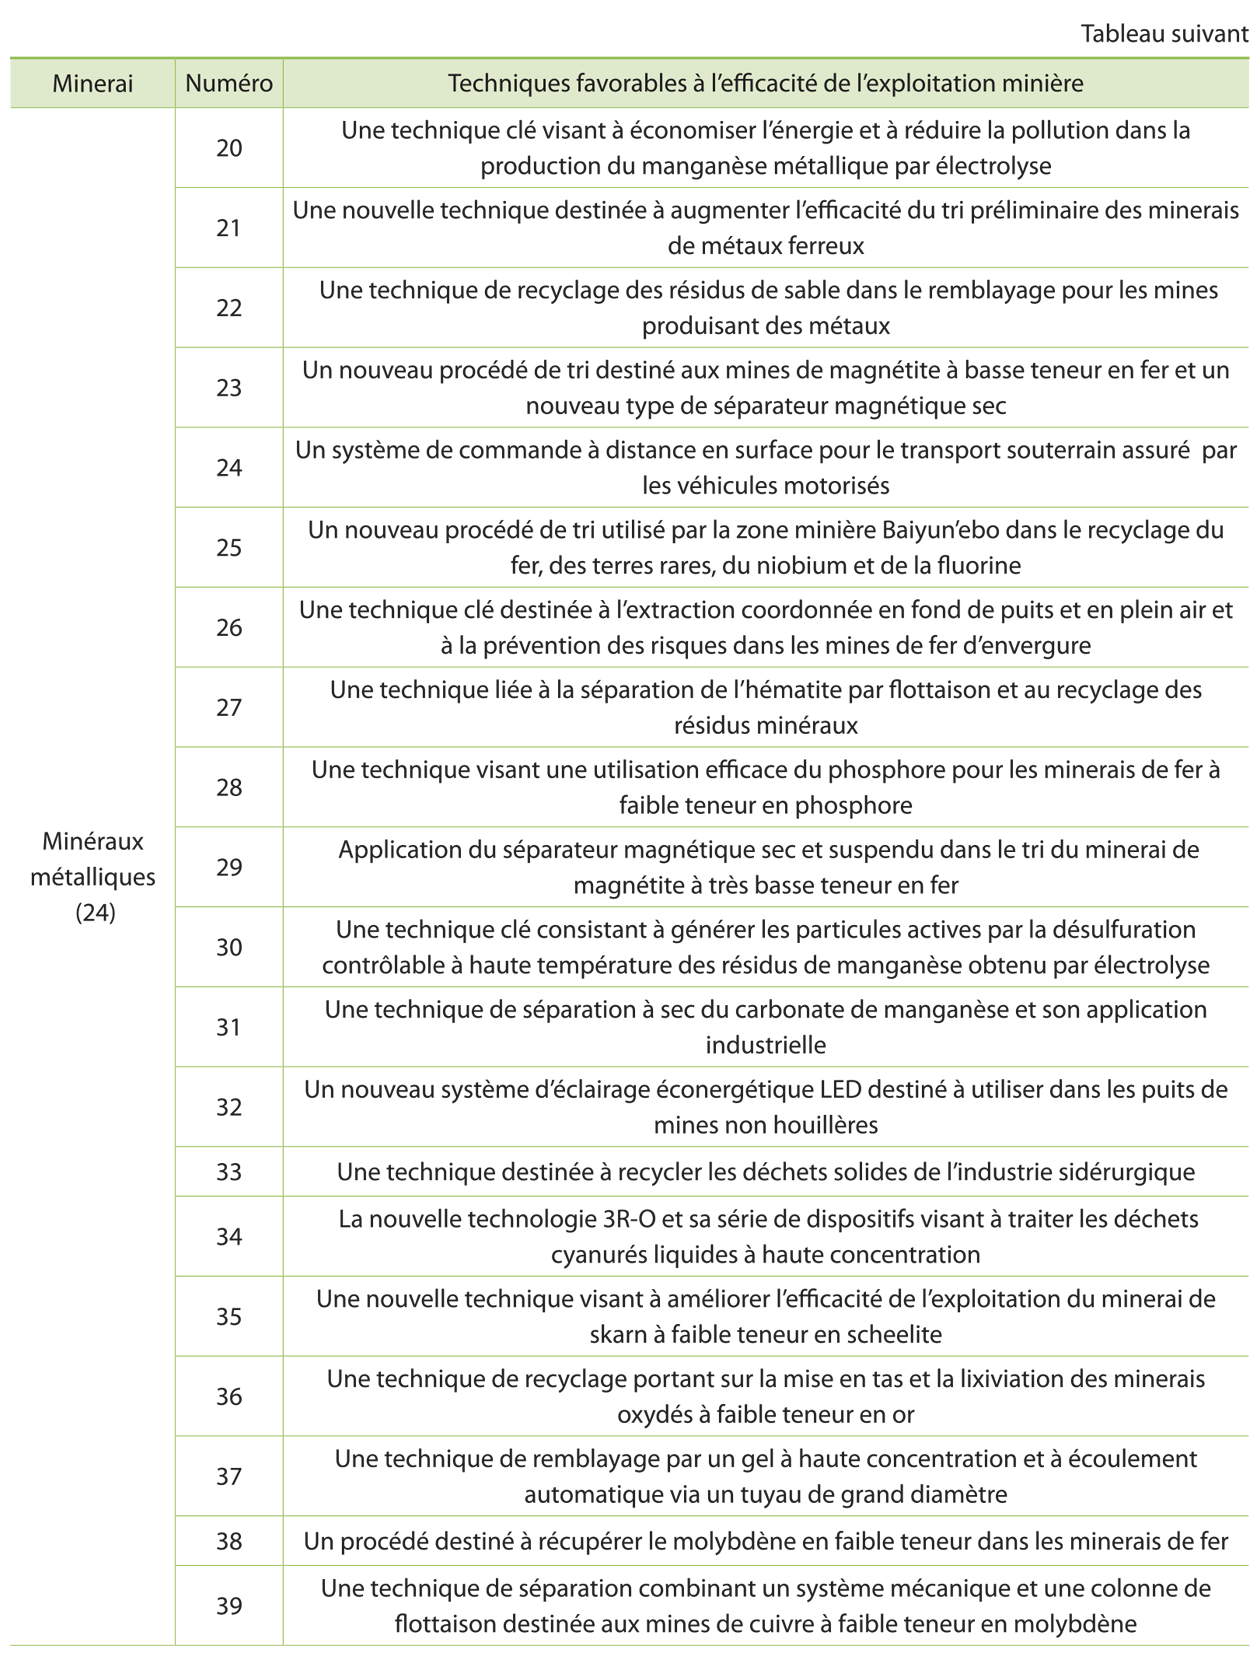 Tableau suivant
Minerai Numéro Techniques favorables à l’efficacité de l’exploitation minière
20 Une technique clé visant à économiser l’énergie et à réduire la pollution dans la
production du manganèse métallique par électrolyse
21 Une nouvelle technique destinée à augmenter l’efficacité du tri préliminaire des minerais
de métaux ferreux
22 Une technique de recyclage des résidus de sable dans le remblayage pour les mines
produisant des métaux
23 Un nouveau procédé de tri destiné aux mines de magnétite à basse teneur en fer et un
nouveau type de séparateur magnétique sec
24 Un système de commande à distance en surface pour le transport souterrain assuré  par
les véhicules motorisés
25 Un nouveau procédé de tri utilisé par la zone minière Baiyun’ebo dans le recyclage du
fer, des terres rares, du niobium et de la fluorine
26 Une technique clé destinée à l’extraction coordonnée en fond de puits et en plein air et
à la prévention des risques dans les mines de fer d’envergure
27 Une technique liée à la séparation de l’hématite par flottaison et au recyclage des
résidus minéraux
28 Une technique visant une utilisation efficace du phosphore pour les minerais de fer à
faible teneur en phosphore
Minéraux
métalliques
(24)
29 Application du séparateur magnétique sec et suspendu dans le tri du minerai de
magnétite à très basse teneur en fer
30 Une technique clé consistant à générer les particules actives par la désulfuration
contrôlable à haute température des résidus de manganèse obtenu par électrolyse
31 Une technique de séparation à sec du carbonate de manganèse et son application
industrielle
32 Un nouveau système d’éclairage éconergétique LED destiné à utiliser dans les puits de
mines non houillères
33 Une technique destinée à recycler les déchets solides de l’industrie sidérurgique
34 La nouvelle technologie 3R-O et sa série de dispositifs visant à traiter les déchets
cyanurés liquides à haute concentration
35 Une nouvelle technique visant à améliorer l’efficacité de l’exploitation du minerai de
skarn à faible teneur en scheelite
36 Une technique de recyclage portant sur la mise en tas et la lixiviation des minerais
oxydés à faible teneur en or
37 Une technique de remblayage par un gel à haute concentration et à écoulement
automatique via un tuyau de grand diamètre
38 Un procédé destiné à récupérer le molybdène en faible teneur dans les minerais de fer
39 Une technique de séparation combinant un système mécanique et une colonne de
flottaison destinée aux mines de cuivre à faible teneur en molybdène